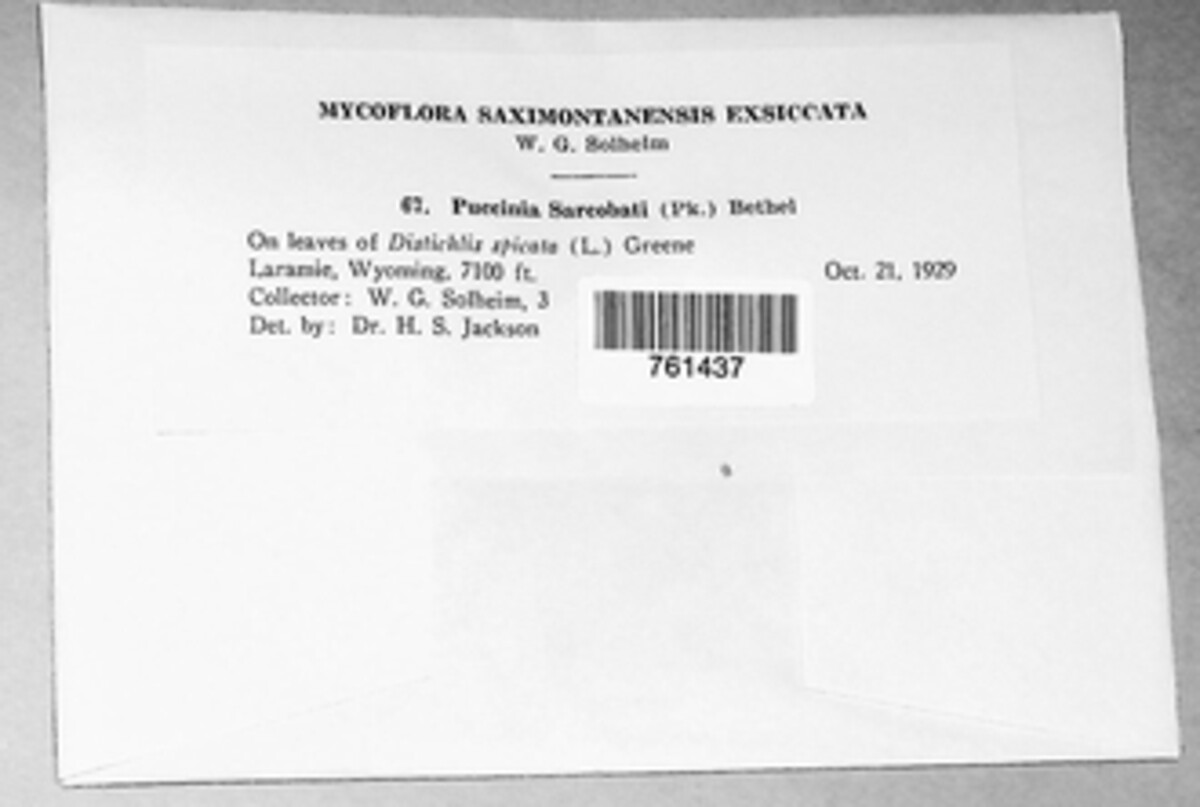 MYCOFLORA SAXIMONTANENSIS EXSICCATA
W. G. Solheim
67. Puccinia Sarcobati (Pk.) Bethel
On leaves of Distichlis spicata (L.) Greene
Laramie, Wyoming, 7100 ft. Oct. 21, 1929
Collector: W. G. Solheim, 3
Det. by: Dr. H. S. Jackson
761437